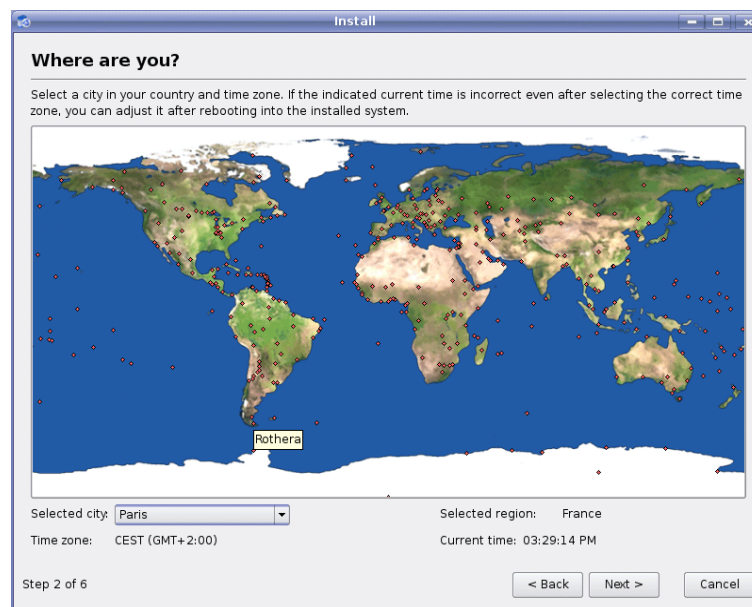 Install
Where are you?
Select a city in your country and time zone. If the indicated current time is incorrect even after selecting the correct time
zone, you can adjust it after rebooting into the installed system.
Rothera
Selected city: Paris
Selected region: France
Time zone: CEST (GMT+2:00)
Current time: 03:29:14 PM
Step 2 of 6
< Back
Next >
Cancel